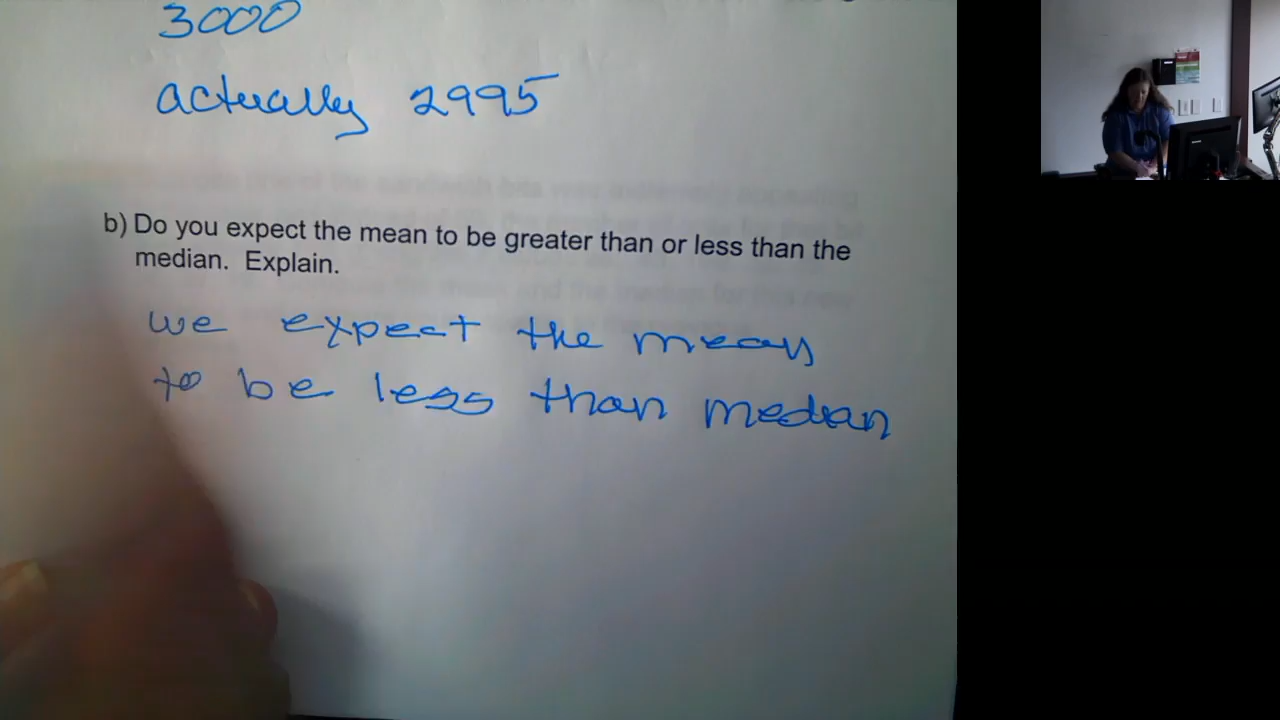 3000
actually 2995
b) Do you expect the mean to be greater than or less than the
median. Explain.
we expect the mean
to be less than median